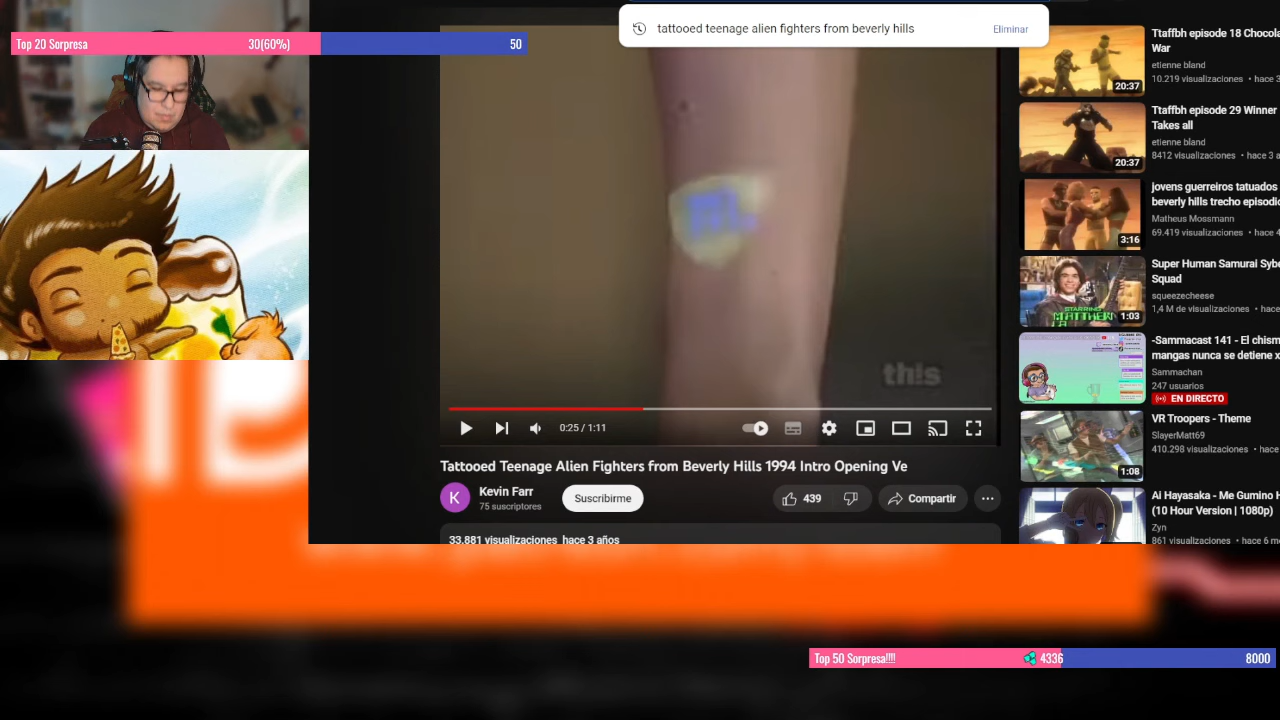 tattooed teenage alien fighters from beverly hills
Eliminar
Top 20 Sorpresa
30(60%)
50
this
0:25 / 1:11
Tattooed Teenage Alien Fighters from Beverly Hills 1994 Intro Opening Ve
K
Kevin Farr
75 suscriptores
Suscribirme
439
Compartir
33.881 visualizaciones hace 3 años
Ttaffbh episode 18 Chocola
War
etienne bland
10.219 visualizaciones • hace 3
20:37
Ttaffbh episode 29 Winner
Takes all
etienne bland
8412 visualizaciones • hace 3 a
20:37
jovens guerreiros tatuados
beverly hills trecho episodio
Matheus Mossmann
69.419 visualizaciones • hace 4
3:16
Super Human Samurai Sybe
Squad
squeezecheese
1,4 M de visualizaciones • hace
STARRING
MATTHEW
1:03
-Sammacast 141 - El chism
mangas nunca se detiene x
Sammachan
247 usuarios
EN DIRECTO
VR Troopers - Theme
SlayerMatt69
410.298 visualizaciones • hace
1:08
Ai Hayasaka - Me Gumino H
(10 Hour Version | 1080p)
Zyn
861 visualizaciones • hace 6 m
Top 50 Sorpresa!!!!
4336
8000